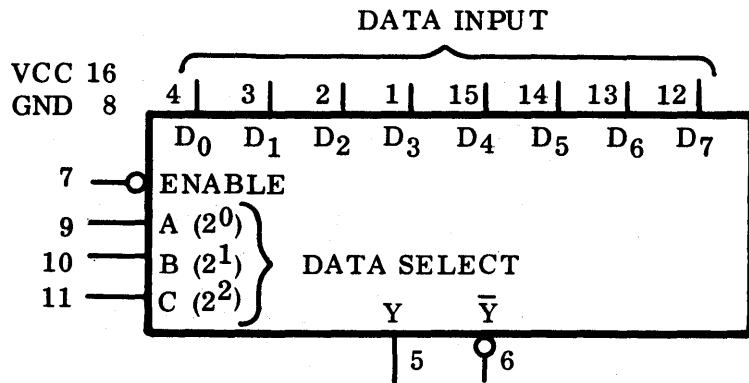 DATA INPUT
VCC 16
GND 8
4 3 2 1 15 14 13 12
D0 D1 D2 D3 D4 D5 D6 D7
7 ENABLE
9 A (2^0)
10 B (2^1) DATA SELECT
11 C (2^2)
Y Y̅
5 6